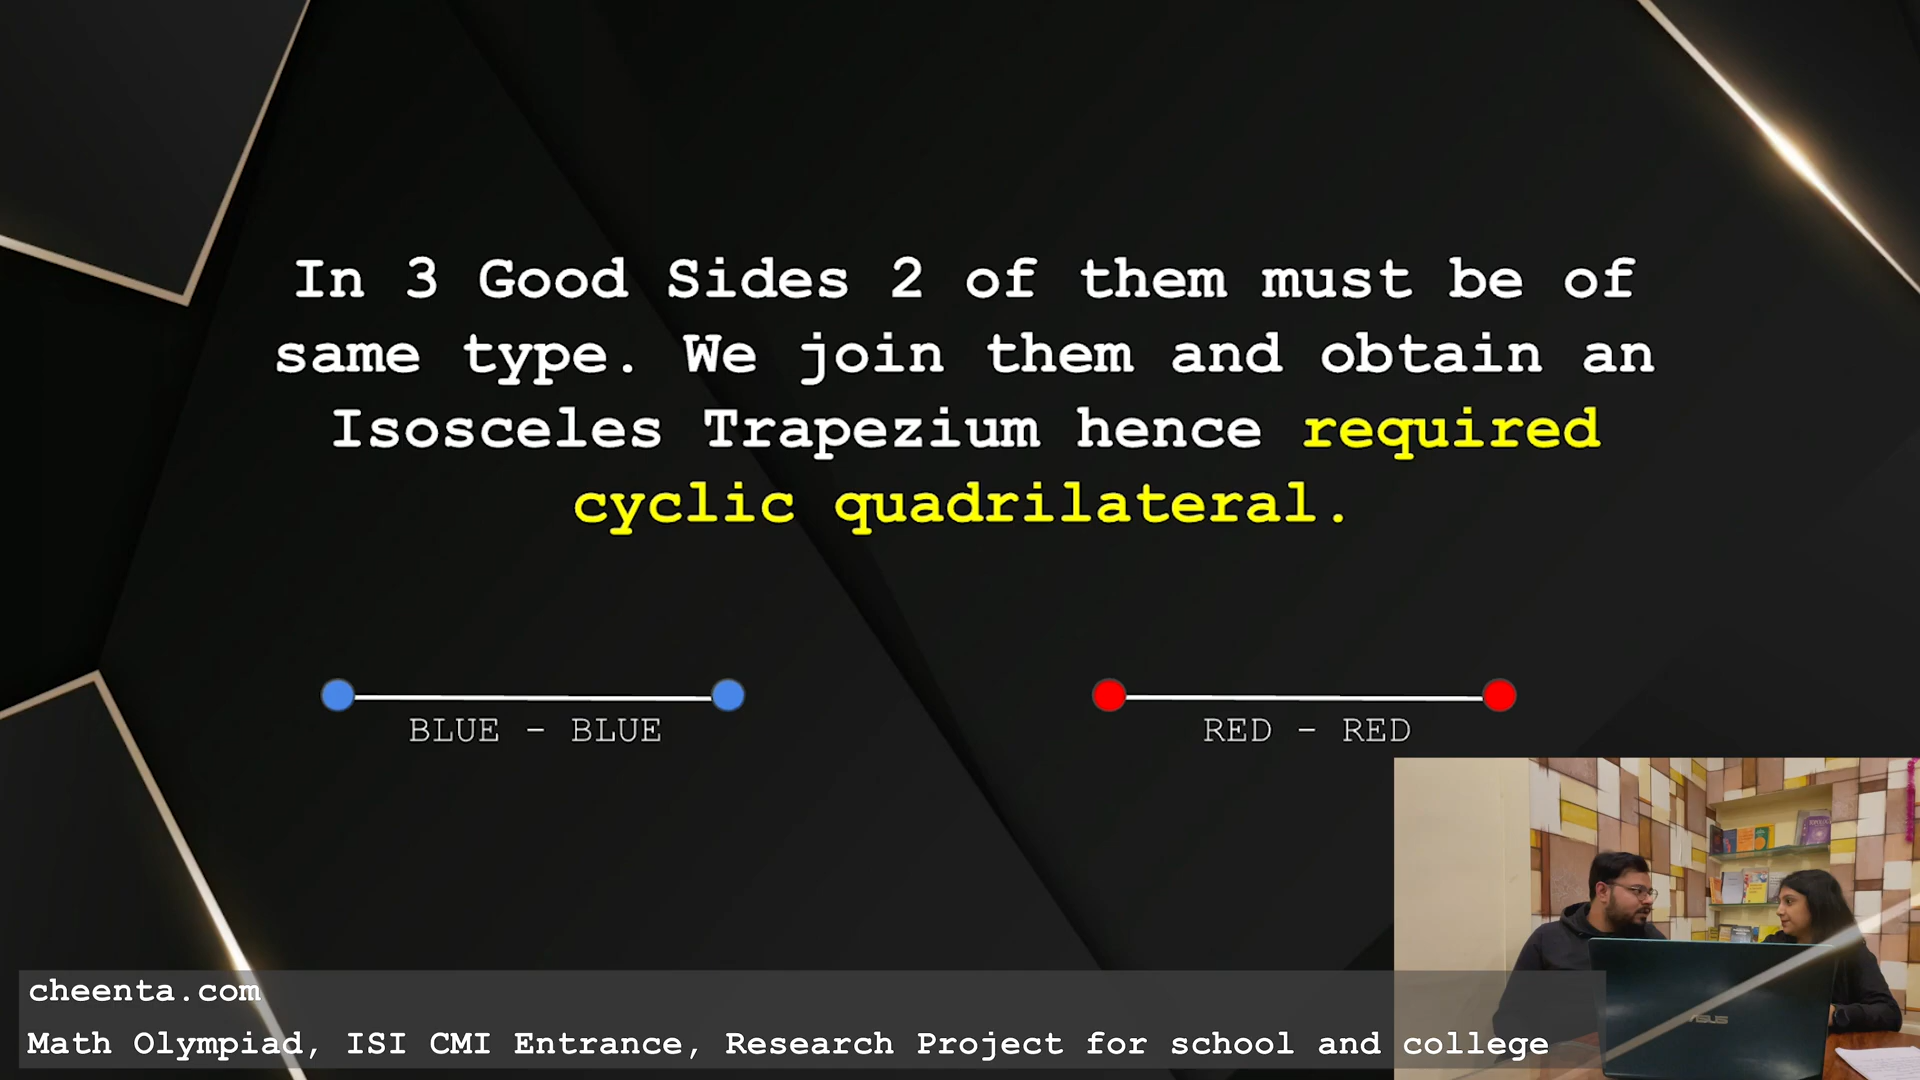 In 3 Good Sides 2 of them must be of
same type. We join them and obtain an
Isosceles Trapezium hence required
cyclic quadrilateral.
BLUE - BLUE
RED - RED
cheenta.com
Math Olympiad, ISI CMI Entrance, Research Project for school and college
ASUS